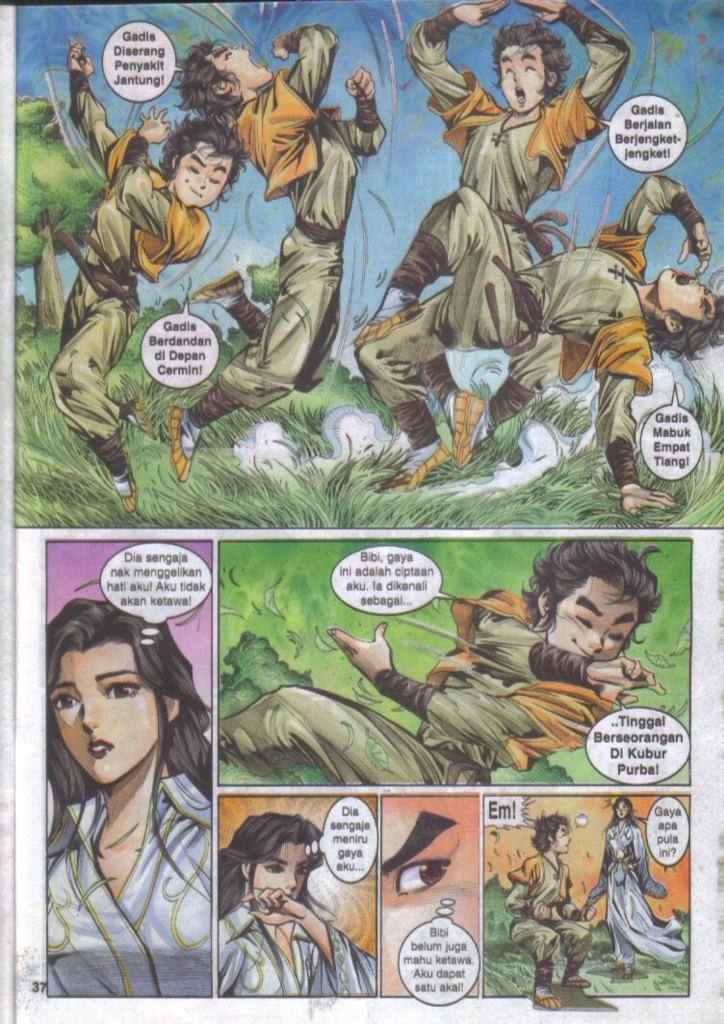 Gadis
Diserang
Penyakit
Jantung!
Gadis
Berdandan
di Depan
Cermin!
Gadis
Berjalan
Berjengket-
jengket!
Gadis
Mabuk
Empat
Tiang!
Dia sengaja
nak menggelikan
hati aku! Aku tidak
akan ketawa!
Bibi, gaya
ini adalah ciptaan
aku. Ia dikenali
sebagai...
..Tinggal
Berseorangan
Di Kubur
Purba!
Dia
sengaja
meniru
gaya
aku...
Bibi
belum juga
mahu ketawa.
Aku dapat
satu akal!
Em!
Gaya
apa
pula
ini?
37